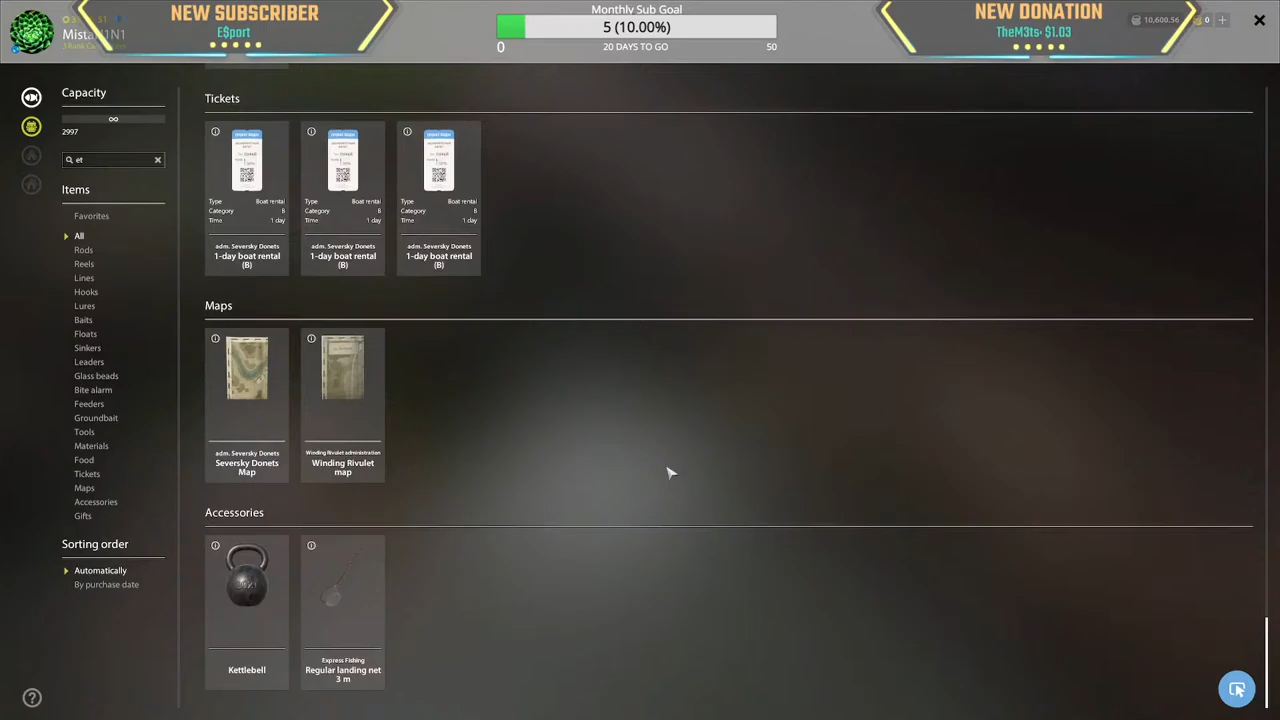 NEW SUBSCRIBER
E$port
Monthly Sub Goal
5 (10.00%)
0
20 DAYS TO GO
50
NEW DONATION
TheM3ts: $1.03
10,600.56
0
Capacity
∞
2997
et
Items
Favorites
All
Rods
Reels
Lines
Hooks
Lures
Baits
Floats
Sinkers
Leaders
Glass beads
Bite alarm
Feeders
Groundbait
Tools
Materials
Food
Tickets
Maps
Accessories
Gifts
Sorting order
Automatically
By purchase date
Tickets
Type Boat rental
Category B
Time 1 day
adm. Seversky Donets
1-day boat rental
(B)
Type Boat rental
Category B
Time 1 day
adm. Seversky Donets
1-day boat rental
(B)
Type Boat rental
Category B
Time 1 day
adm. Seversky Donets
1-day boat rental
(B)
Maps
adm. Seversky Donets
Seversky Donets
Map
Winding Rivulet administration
Winding Rivulet
map
Accessories
Kettlebell
Express Fishing
Regular landing net
3 m